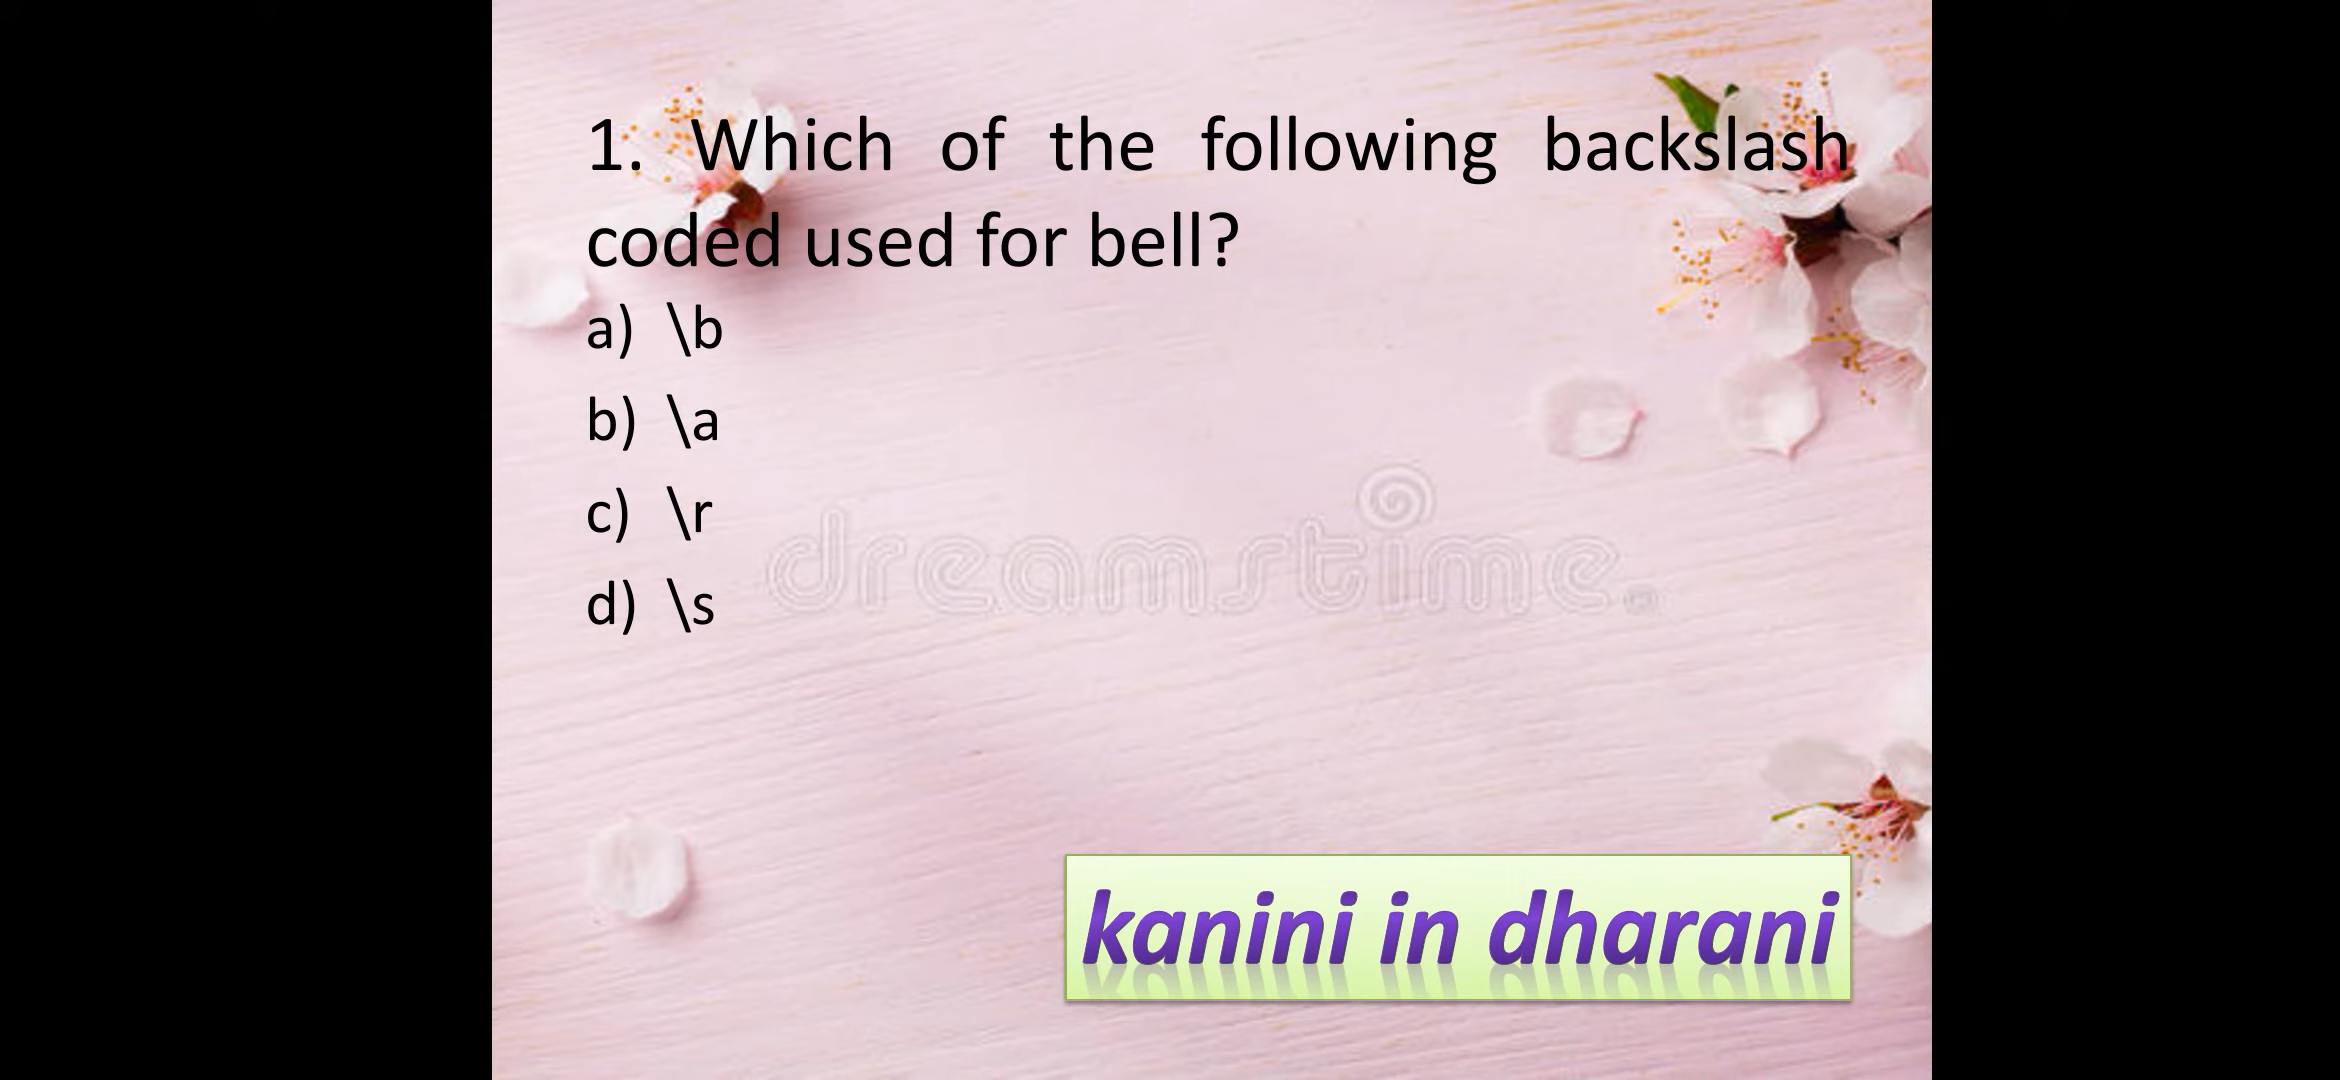 1. Which of the following backslash
coded used for bell?
a) \b
b) \a
c) \r
d) \s
dreamstime.
kanini in dharani